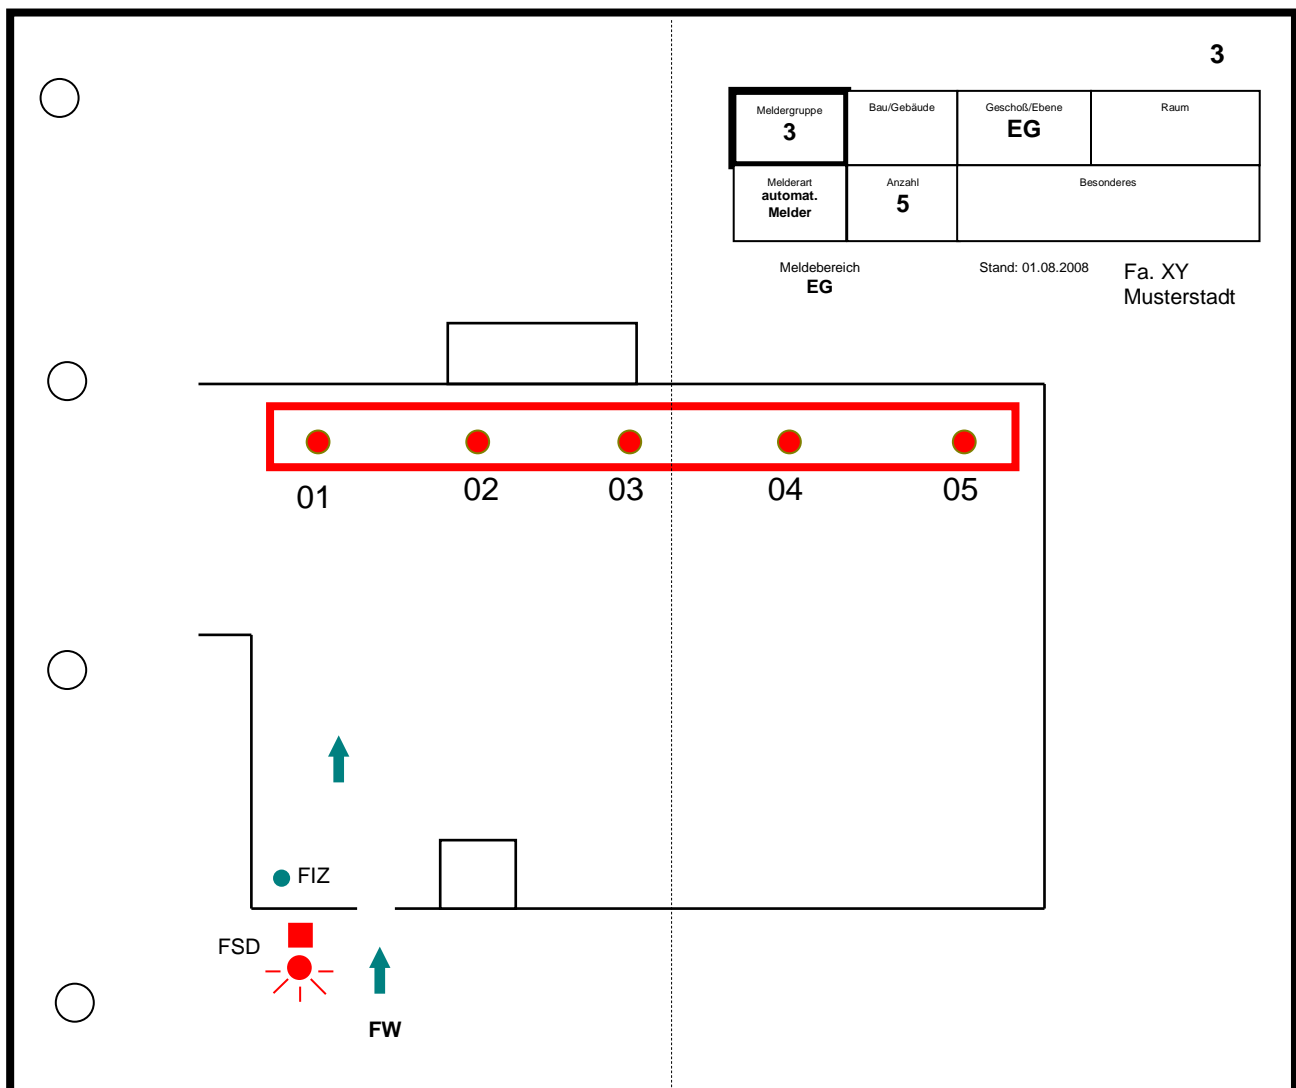 3
Meldergruppe
3
Bau/Gebäude
Geschoß/Ebene
EG
Raum
Melderart
automat.
Melder
Anzahl
5
Besonderes
Meldebereich
EG
Stand: 01.08.2008
Fa. XY
Musterstadt
01
02
03
04
05
FIZ
FSD
FW